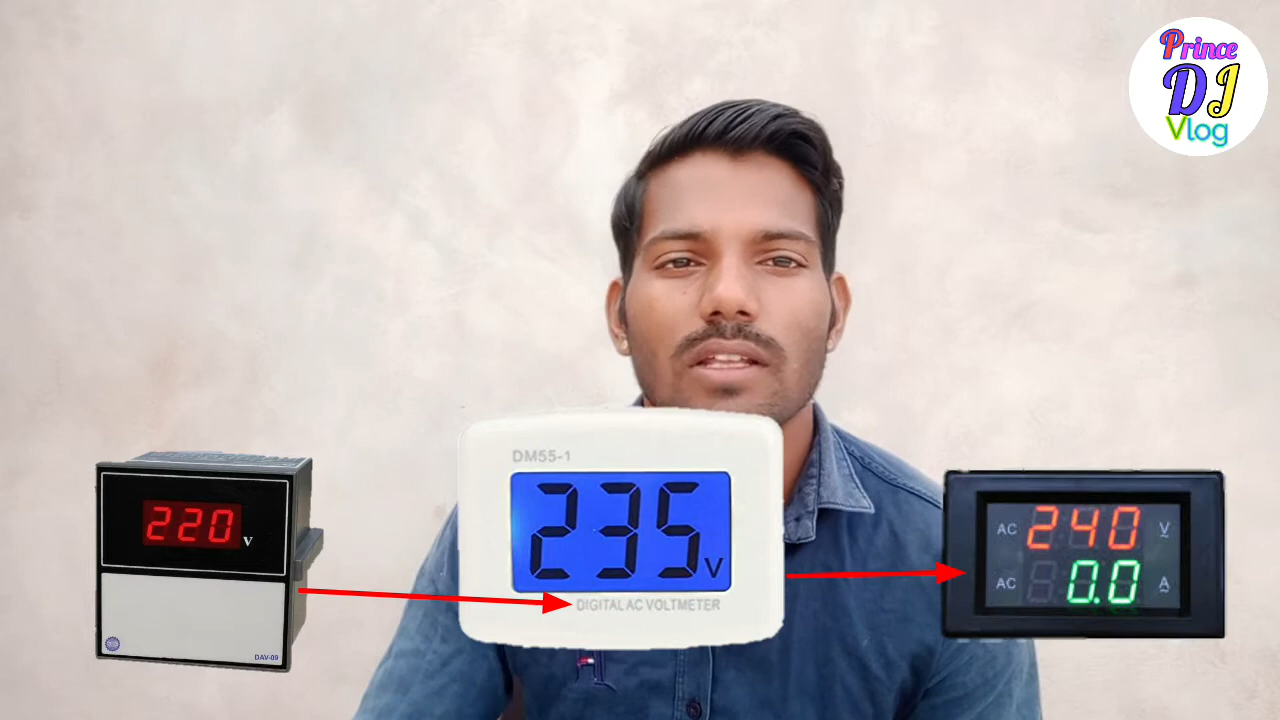 Prince
DJ
Vlog
220 V
DAV-09
DM55-1
235 V
DIGITAL AC VOLTMETER
AC 240 V
AC 0.0 A